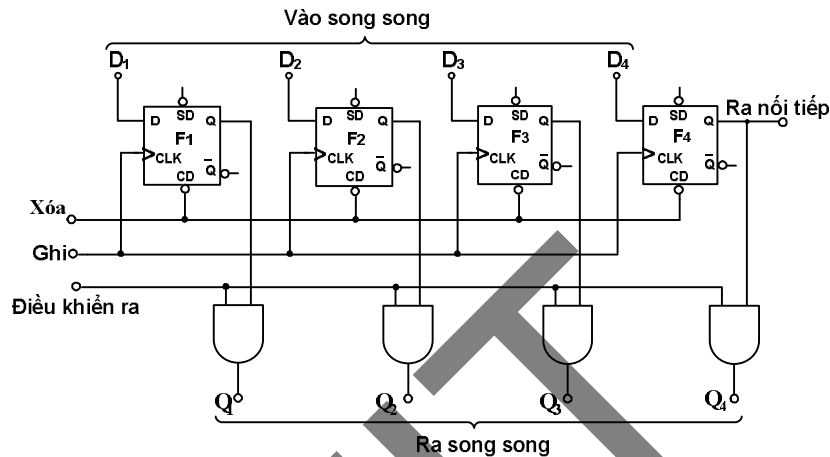 Vào song song
D1 D2 D3 D4
Ra nối tiếp
SD SD SD SD
D Q D Q D Q D Q
F1 F2 F3 F4
CLK Q̅ CLK Q̅ CLK Q̅ CLK Q̅
CD CD CD CD
Xóa
Ghi
Điều khiển ra
Q1 Q2 Q3 Q4
Ra song song